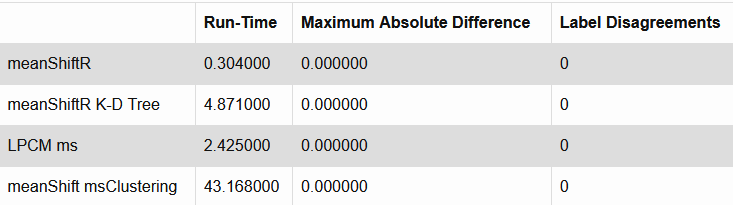 Run-Time Maximum Absolute Difference Label Disagreements
meanShiftR 0.304000 0.000000 0
meanShiftR K-D Tree 4.871000 0.000000 0
LPCM ms 2.425000 0.000000 0
meanShift msClustering 43.168000 0.000000 0